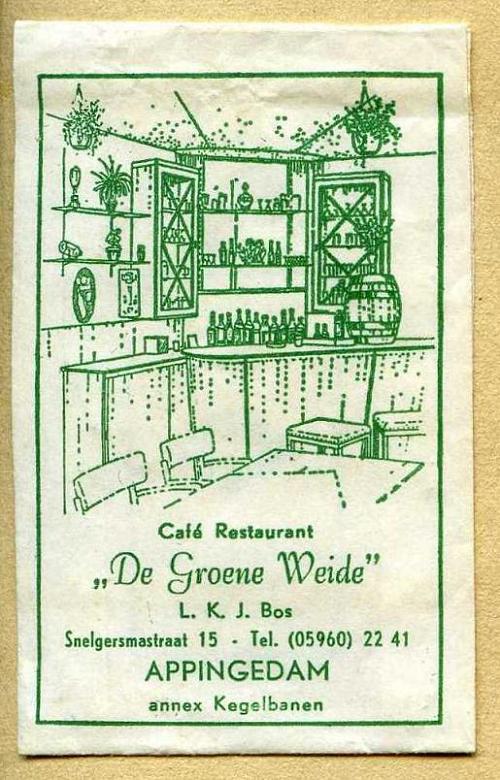 Café Restaurant
„De Groene Weide”
L. K. J. Bos
Snelgersmastraat 15 - Tel. (05960) 22 41
APPINGEDAM
annex Kegelbanen